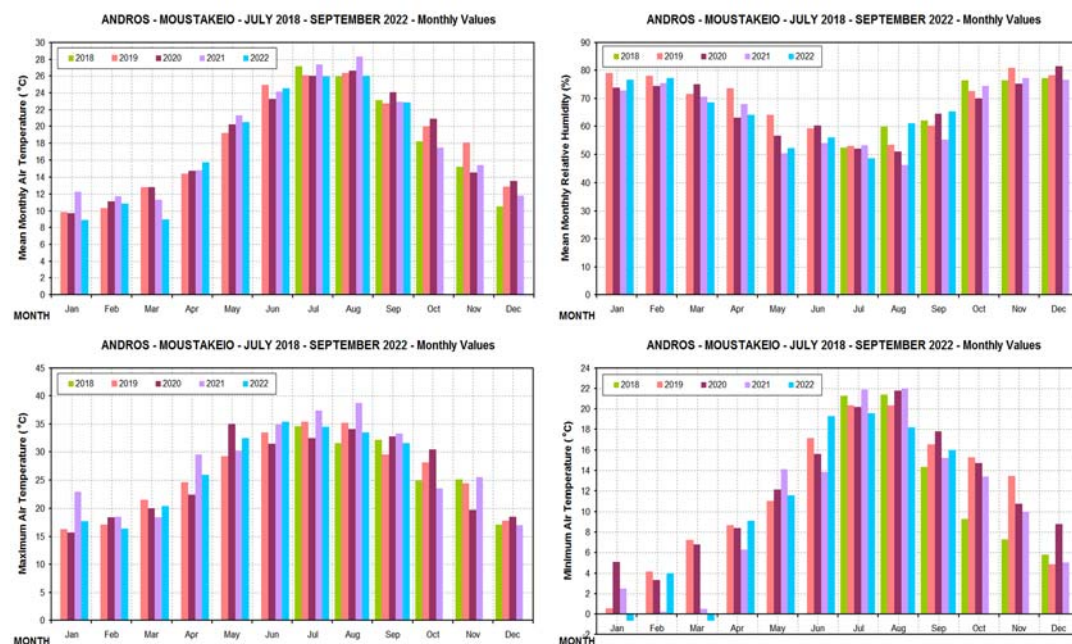 ANDROS - MOUSTAKEIO - JULY 2018 - SEPTEMBER 2022 - Monthly Values
Mean Monthly Air Temperature (°C)
30
28
26
24
22
20
18
16
14
12
10
8
6
4
2
0
2018 2019 2020 2021 2022
Jan Feb Mar Apr May Jun Jul Aug Sep Oct Nov Dec
MONTH
ANDROS - MOUSTAKEIO - JULY 2018 - SEPTEMBER 2022 - Monthly Values
Mean Monthly Relative Humidity (%)
90
80
70
60
50
40
30
20
10
0
2018 2019 2020 2021 2022
Jan Feb Mar Apr May Jun Jul Aug Sep Oct Nov Dec
MONTH
ANDROS - MOUSTAKEIO - JULY 2018 - SEPTEMBER 2022 - Monthly Values
Maximum Air Temperature (°C)
45
40
35
30
25
20
15
10
5
0
2018 2019 2020 2021 2022
Jan Feb Mar Apr May Jun Jul Aug Sep Oct Nov Dec
MONTH
ANDROS - MOUSTAKEIO - JULY 2018 - SEPTEMBER 2022 - Monthly Values
Minimum Air Temperature (°C)
24
22
20
18
16
14
12
10
8
6
4
2
0
-2
2018 2019 2020 2021 2022
Jan Feb Mar Apr May Jun Jul Aug Sep Oct Nov Dec
MONTH